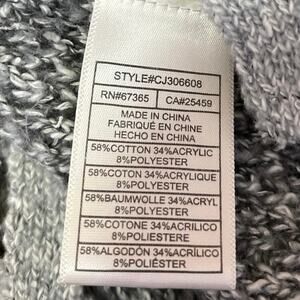 STYLE#CJ306608
RN#67365 CA#25459
MADE IN CHINA
FABRIQUÉ EN CHINE
HECHO EN CHINA
58%COTTON 34%ACRYLIC
8%POLYESTER
58%COTON 34%ACRYLIQUE
8%POLYESTER
58%BAUMWOLLE 34%ACRYL
8%POLYESTER
58%COTONE 34%ACRILICO
8%POLIESTERE
58%ALGODÓN 34%ACRÍLICO
8%POLIÉSTER